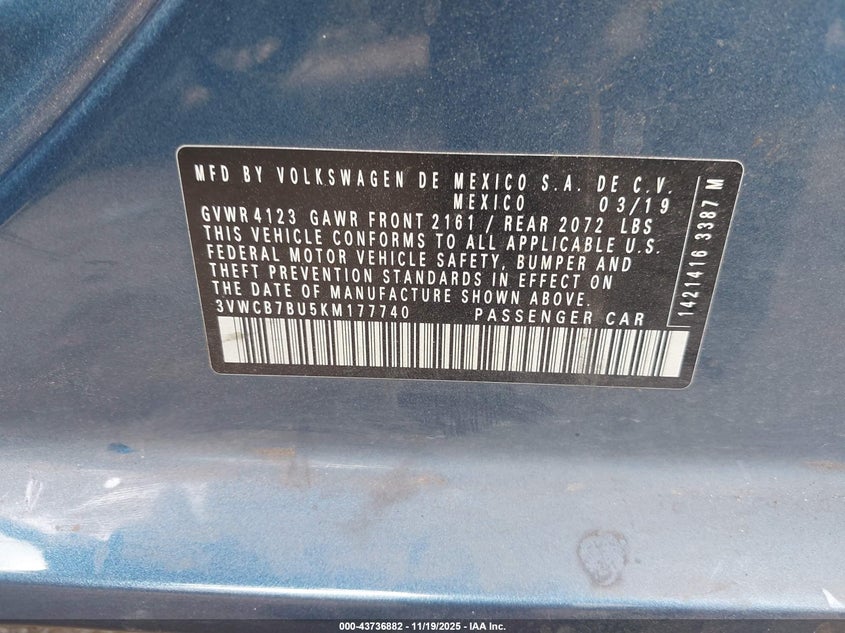 MFD BY VOLKSWAGEN DE MEXICO S.A. DE C.V.
MEXICO 03/19
GVWR 4123 GAWR FRONT 2161 / REAR 2072 LBS
THIS VEHICLE CONFORMS TO ALL APPLICABLE U.S.
FEDERAL MOTOR VEHICLE SAFETY, BUMPER AND
THEFT PREVENTION STANDARDS IN EFFECT ON
THE DATE OF MANUFACTURE SHOWN ABOVE.
3VWCB7BU5KM177740 PASSENGER CAR
1421416 3387 M
000-43736882 - 11/19/2025 - IAA Inc.